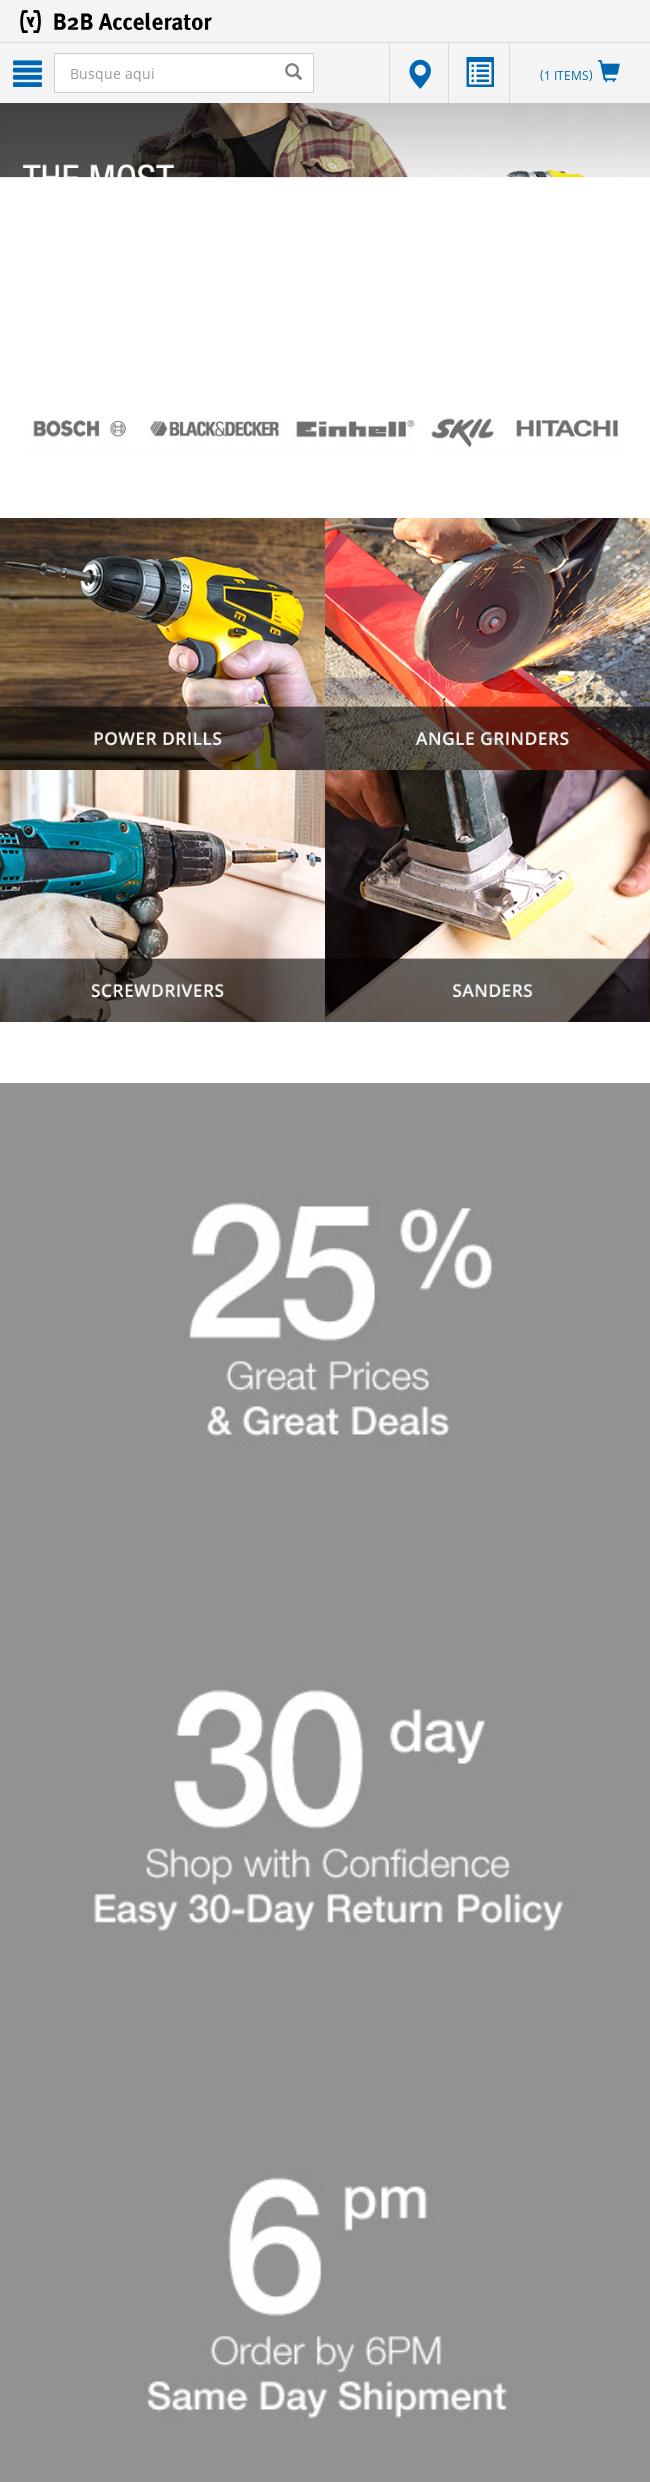 B2B Accelerator
Busque aqui
(1 ITEMS)
THE MOST
BOSCH BLACK&DECKER Einhell® SKIL HITACHI
POWER DRILLS
ANGLE GRINDERS
SCREWDRIVERS
SANDERS
25 %
Great Prices
& Great Deals
30 day
Shop with Confidence
Easy 30-Day Return Policy
6 pm
Order by 6PM
Same Day Shipment